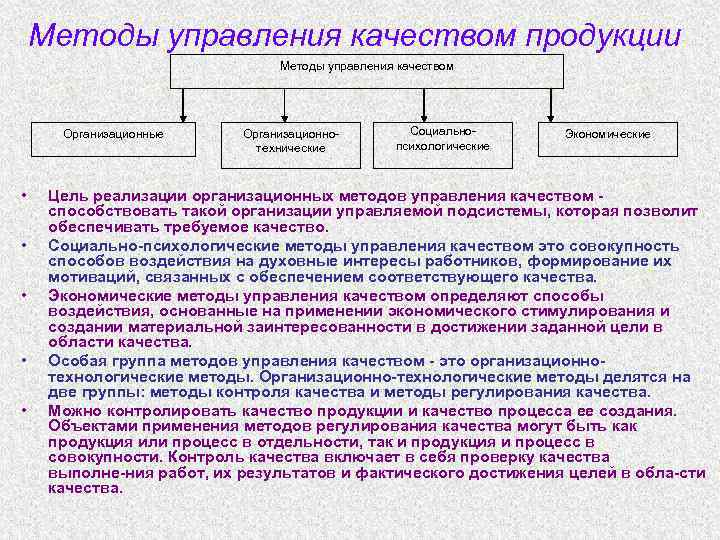 Методы управления качеством продукции
Методы управления качеством
Организационные
Организационно-
технические
Социально-
психологические
Экономические
• Цель реализации организационных методов управления качеством -
способствовать такой организации управляемой подсистемы, которая позволит
обеспечивать требуемое качество.
• Социально-психологические методы управления качеством это совокупность
способов воздействия на духовные интересы работников, формирование их
мотиваций, связанных с обеспечением соответствующего качества.
• Экономические методы управления качеством определяют способы
воздействия, основанные на применении экономического стимулирования и
создании материальной заинтересованности в достижении заданной цели в
области качества.
• Особая группа методов управления качеством - это организационно-
технологические методы. Организационно-технологические методы делятся на
две группы: методы контроля качества и методы регулирования качества.
• Можно контролировать качество продукции и качество процесса ее создания.
Объектами применения методов регулирования качества могут быть как
продукция или процесс в отдельности, так и продукция и процесс в
совокупности. Контроль качества включает в себя проверку качества
выполне-ния работ, их результатов и фактического достижения целей в обла-сти
качества.